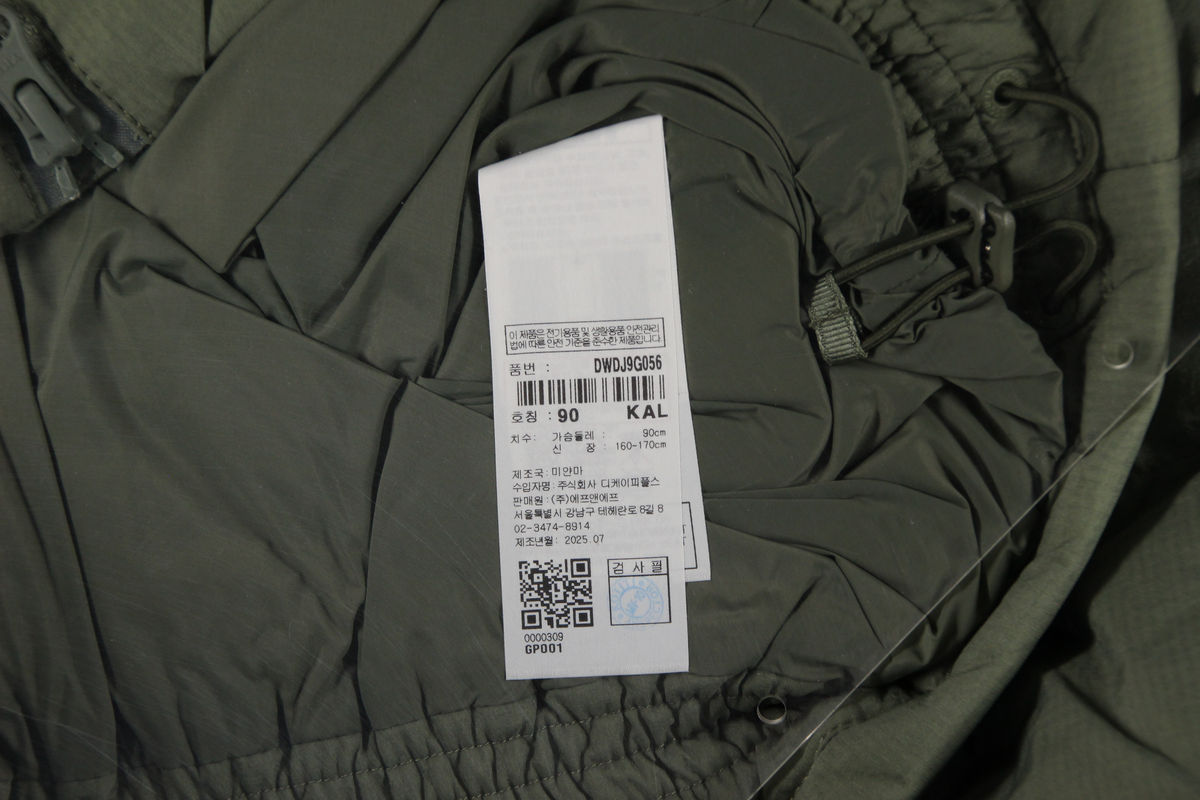 이 제품은 전기용품 및 생활용품 안전관리
법에 따른 안전 기준을 준수한 제품입니다.
품번 : DWDJ9G056
호칭 : 90 KAL
치수: 가슴둘레 : 90cm
신 장 : 160-170cm
제조국: 미얀마
수입자명: 주식회사 디케이피플스
판매원 : (주)에프앤에프
서울특별시 강남구 테헤란로 8길 8
02-3474-8914
제조년월: 2025.07
검 사 필
0000309
GP001